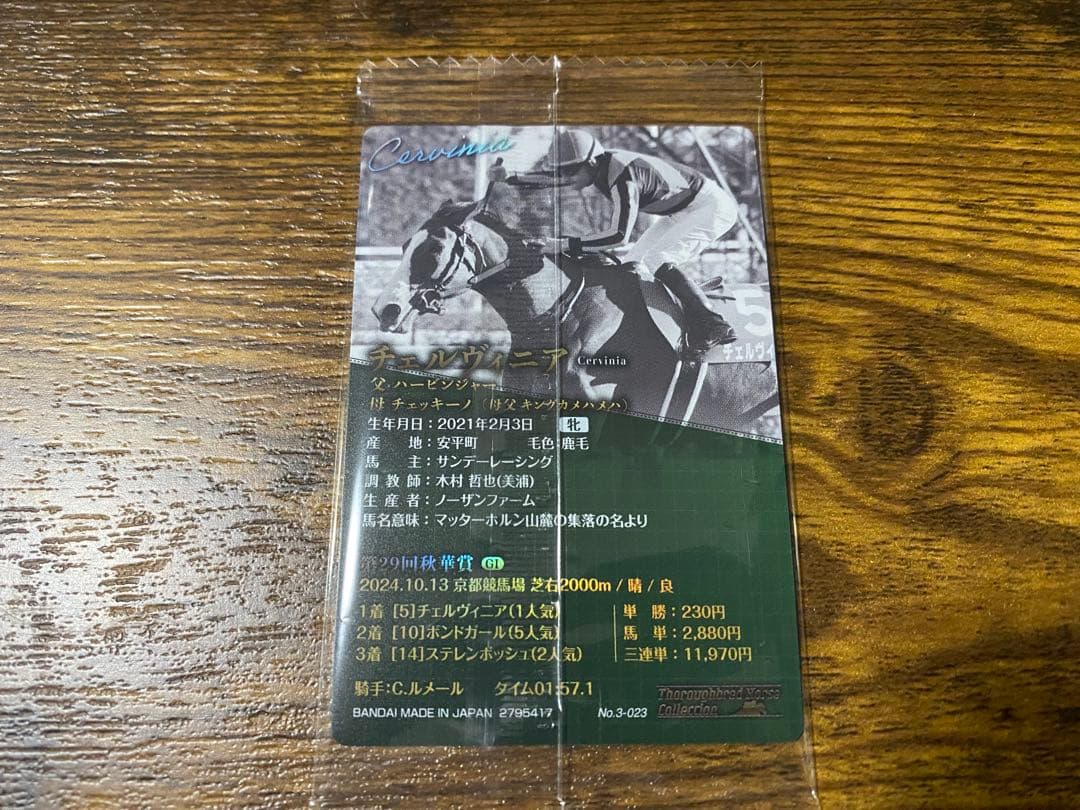 Cervinia
5
チェルヴィ
チェルヴィニア Cervinia
父 ハービンジャー
母 チェッキーノ（母父 キングカメハメハ）
生年月日：2021年2月3日 牝
産 地：安平町 毛色：鹿毛
馬 主：サンデーレーシング
調教師：木村 哲也(美浦)
生産者：ノーザンファーム
馬名意味：マッターホルン山麓の集落の名より
第29回秋華賞 GI
2024.10.13 京都競馬場 芝右2000m / 晴 / 良
1着 [5]チェルヴィニア(1人気) 単 勝：230円
2着 [10]ボンドガール(5人気) 馬 単：2,880円
3着 [14]ステレンボッシュ(2人気) 三連単：11,970円
騎手：C.ルメール タイム01:57.1
Thoroughbred Horse Collection
BANDAI MADE IN JAPAN 2795417 No.3-023